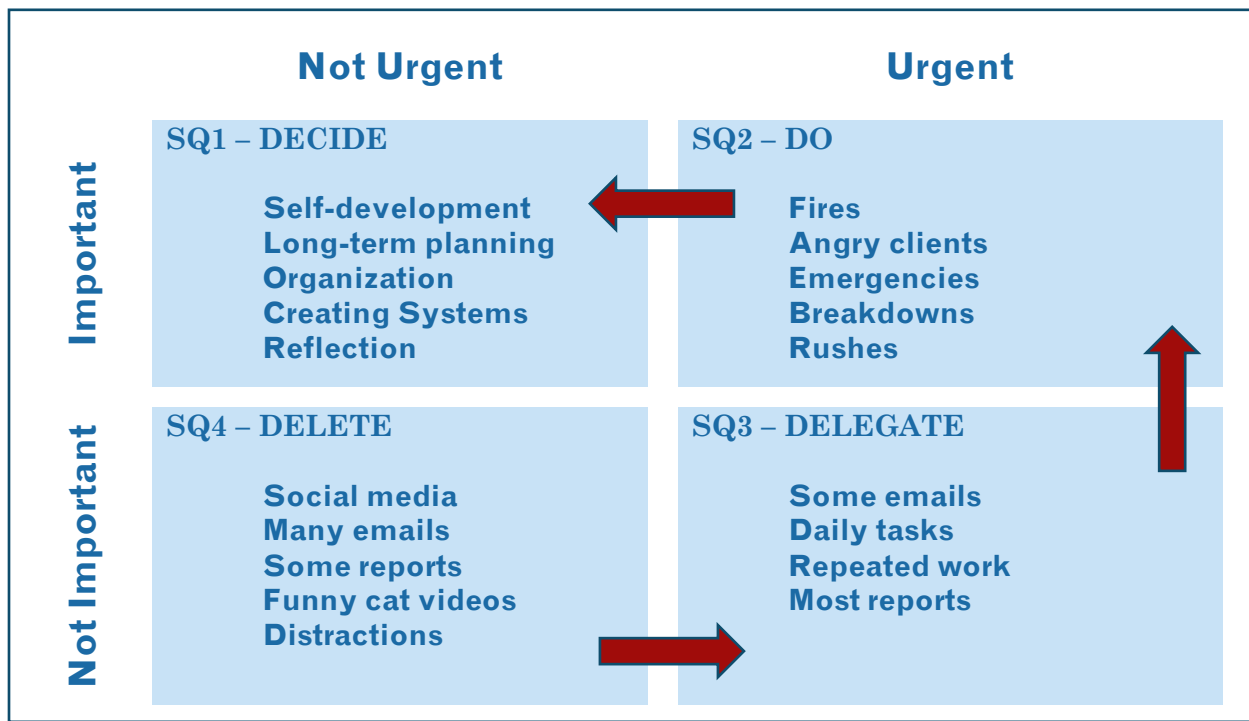 Not Urgent
Urgent
Important
SQ1 – DECIDE
Self-development
Long-term planning
Organization
Creating Systems
Reflection
SQ2 – DO
Fires
Angry clients
Emergencies
Breakdowns
Rushes
Not Important
SQ4 – DELETE
Social media
Many emails
Some reports
Funny cat videos
Distractions
SQ3 – DELEGATE
Some emails
Daily tasks
Repeated work
Most reports